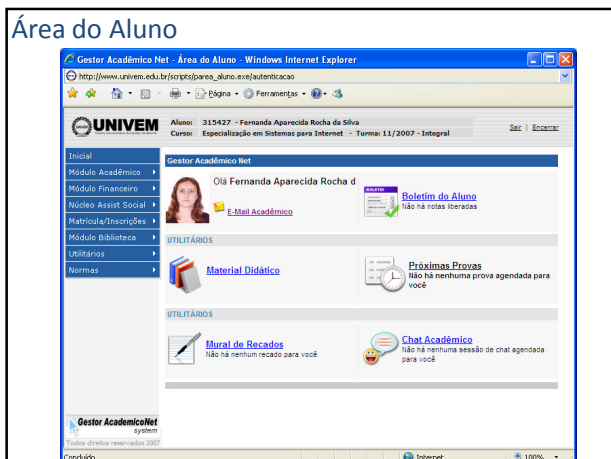 Área do Aluno
Gestor Acadêmico Net - Área do Aluno - Windows Internet Explorer
http://www.univem.edu.br/scripts/parea_aluno.exe/autenticacao
Página Ferramentas
UNIVEM
Aluno: 315427 - Fernanda Aparecida Rocha da Silva
Curso: Especialização em Sistemas para Internet - Turma: 11/2007 - Integral
Sair | Encerrar
Inicial
Módulo Acadêmico
Módulo Financeiro
Núcleo Assist Social
Matrícula/Inscrições
Módulo Biblioteca
Utilitários
Normas
Gestor Acadêmico Net
Olá Fernanda Aparecida Rocha d
E-Mail Acadêmico
BOLETIM
Boletim do Aluno
Não há notas liberadas
UTILITÁRIOS
Material Didático
Próximas Provas
Não há nenhuma prova agendada para
você
UTILITÁRIOS
Mural de Recados
Não há nenhum recado para você
Chat Acadêmico
Não há nenhuma sessão de chat agendada
para você
Gestor AcademicoNet
system
Todos direitos reservados 2007
Concluído
Internet
100%